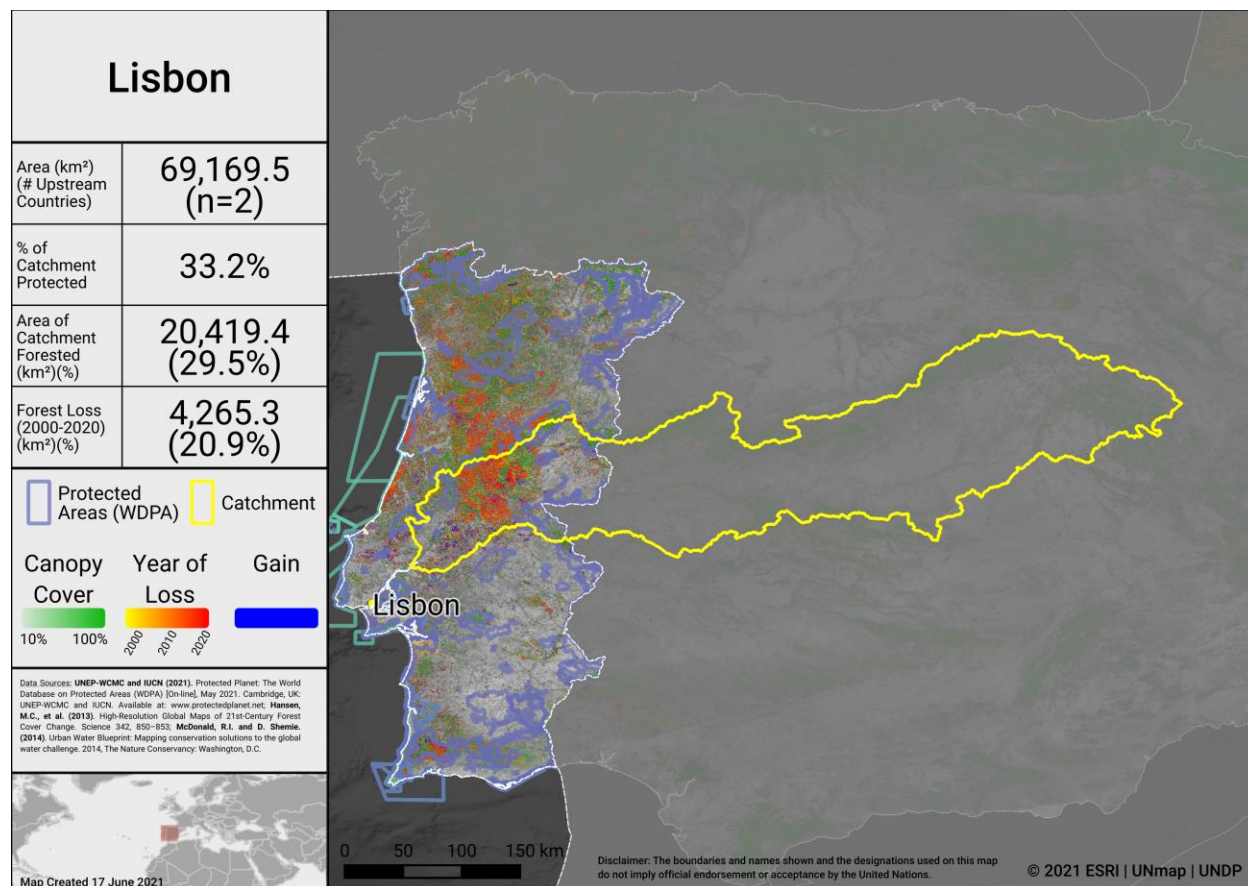 Lisbon
Area (km²)
(# Upstream
Countries)
69,169.5
(n=2)
% of
Catchment
Protected
33.2%
Area of
Catchment
Forested
(km²)(%)
20,419.4
(29.5%)
Forest Loss
(2000-2020)
(km²)(%)
4,265.3
(20.9%)
Protected
Areas (WDPA)
Catchment
Canopy
Cover
10% 100%
Year of
Loss
2000 2010 2020
Gain
Data Sources: UNEP-WCMC and IUCN (2021). Protected Planet: The World
Database on Protected Areas (WDPA) [On-line], May 2021. Cambridge, UK:
UNEP-WCMC and IUCN. Available at: www.protectedplanet.net; Hansen,
M.C., et al. (2013). High-Resolution Global Maps of 21st-Century Forest
Cover Change. Science 342, 850–853; McDonald, R.I. and D. Shemie.
(2014). Urban Water Blueprint: Mapping conservation solutions to the global
water challenge. 2014, The Nature Conservancy: Washington, D.C.
Map Created 17 June 2021
Lisbon
0 50 100 150 km
Disclaimer: The boundaries and names shown and the designations used on this map
do not imply official endorsement or acceptance by the United Nations.
© 2021 ESRI | UNmap | UNDP